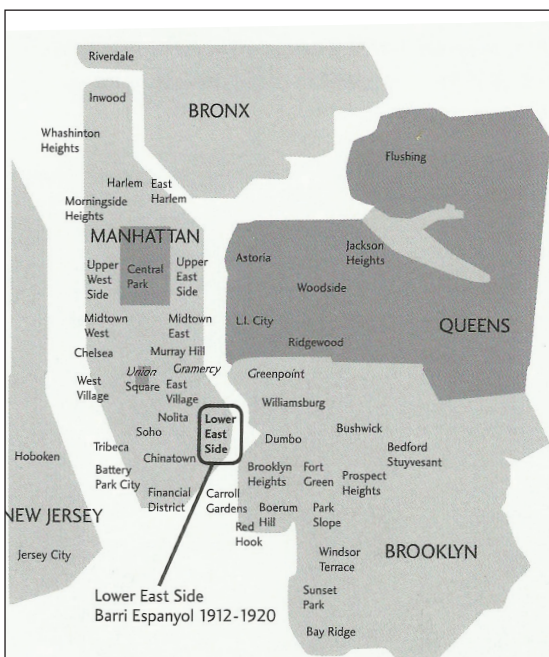 Riverdale
Inwood
BRONX
Whashinton
Heights
Flushing
Harlem
East
Harlem
Morningside
Heights
MANHATTAN
Upper
West
Side
Central
Park
Upper
East
Side
Astoria
Jackson
Heights
Woodside
Midtown
West
Midtown
East
L.I. City
QUEENS
Chelsea
Murray Hill
Ridgewood
Union
Square
Gramercy
West
Village
East
Village
Greenpoint
Williamsburg
Nolita
Lower
East
Side
Soho
Dumbo
Bushwick
Tribeca
Chinatown
Bedford
Stuyvesant
Hoboken
Battery
Park City
Brooklyn
Heights
Fort
Green
Prospect
Heights
Financial
District
Carroll
Gardens
Boerum
Hill
Park
Slope
NEW JERSEY
Red
Hook
Jersey City
Windsor
Terrace
BROOKLYN
Sunset
Park
Bay Ridge
Lower East Side
Barri Espanyol 1912-1920